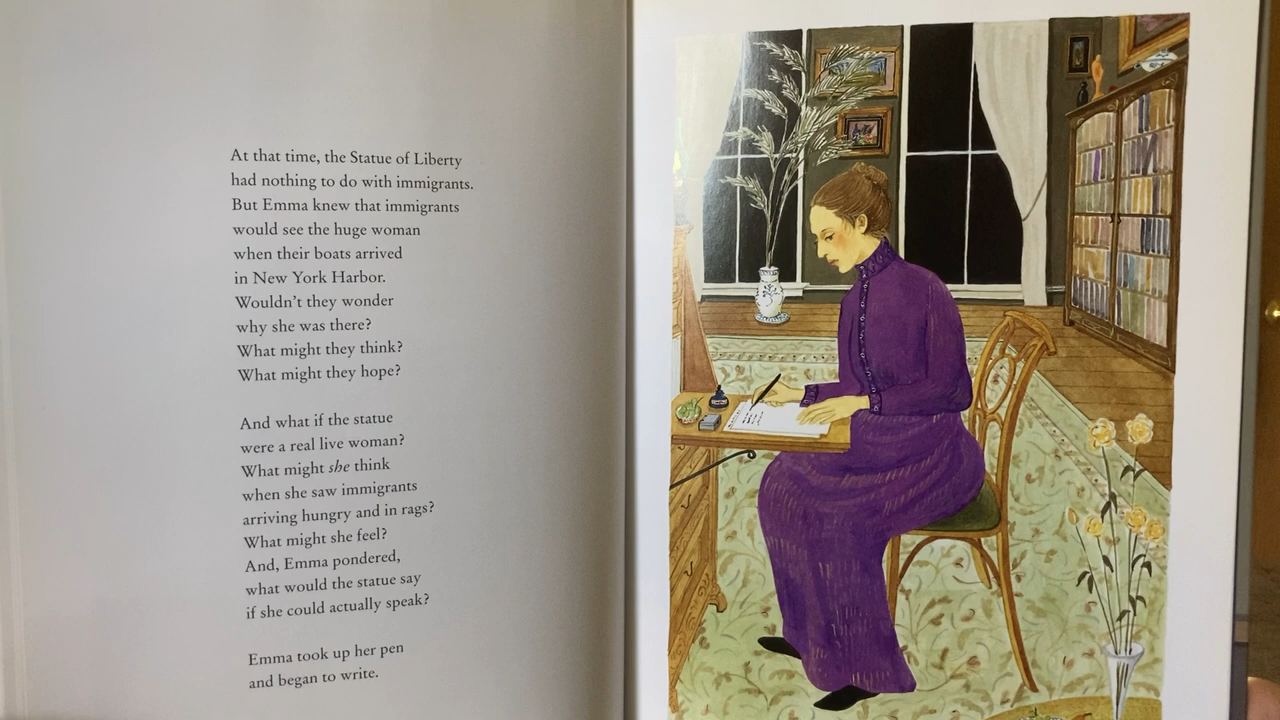 At that time, the Statue of Liberty
had nothing to do with immigrants.
But Emma knew that immigrants
would see the huge woman
when their boats arrived
in New York Harbor.
Wouldn’t they wonder
why she was there?
What might they think?
What might they hope?
And what if the statue
were a real live woman?
What might she think
when she saw immigrants
arriving hungry and in rags?
What might she feel?
And, Emma pondered,
what would the statue say
if she could actually speak?
Emma took up her pen
and began to write.